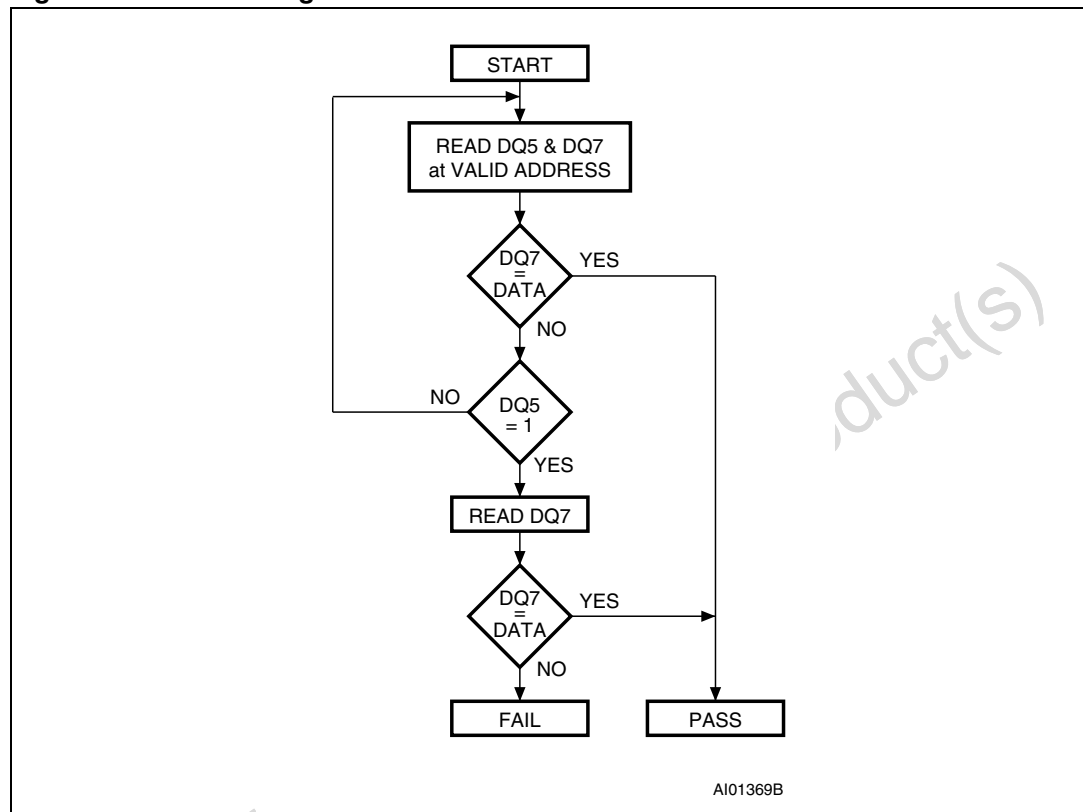 START
READ DQ5 & DQ7
at VALID ADDRESS
DQ7
=
DATA
YES
NO
DQ5
= 1
NO
YES
READ DQ7
DQ7
=
DATA
YES
NO
FAIL
PASS
AI01369B